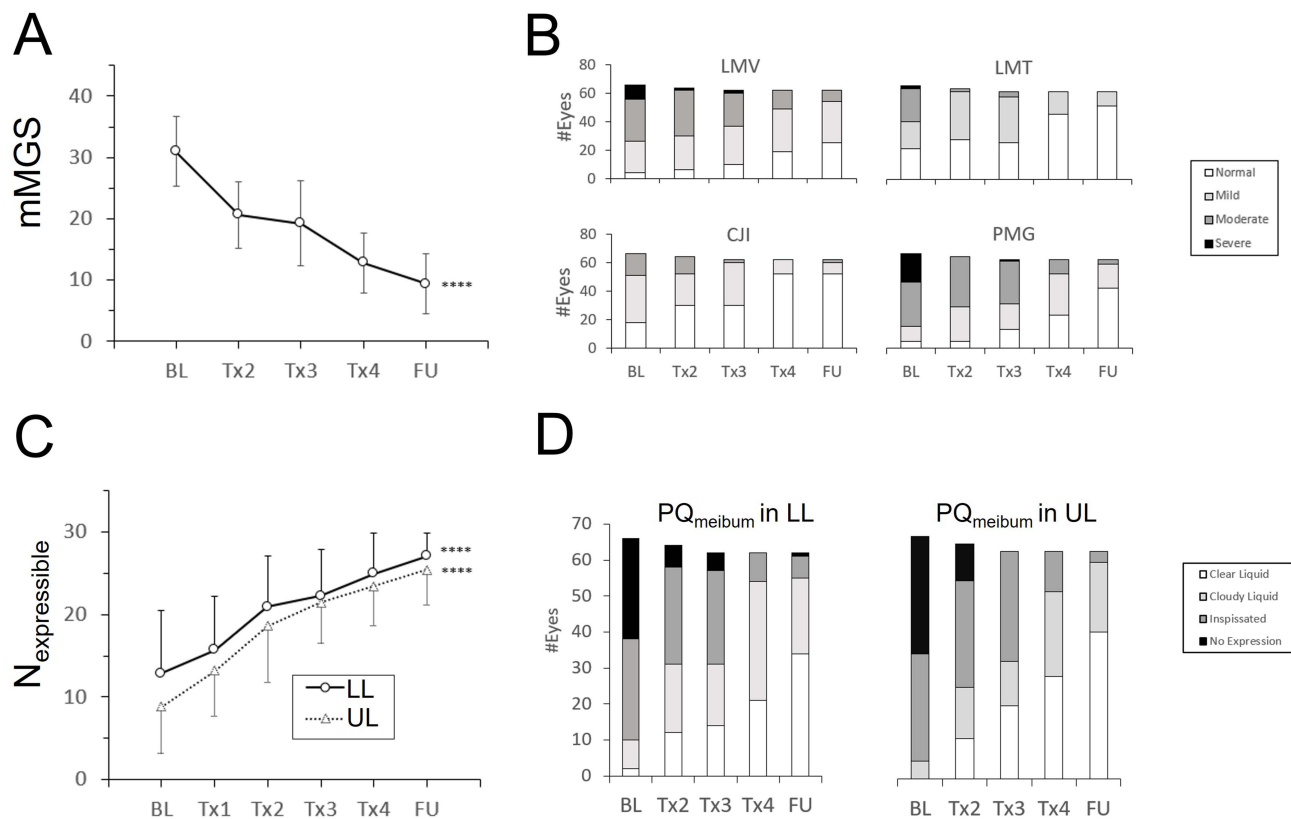 A
mMGS
40
30
20
10
0
BL Tx2 Tx3 Tx4 FU
****
B
LMV
#Eyes
80
60
40
20
0
LMT
CJI
#Eyes
80
60
40
20
0
BL Tx2 Tx3 Tx4 FU
PMG
BL Tx2 Tx3 Tx4 FU
Normal
Mild
Moderate
Severe
C
Nexpressible
30
20
10
0
BL Tx1 Tx2 Tx3 Tx4 FU
****
****
LL
UL
D
PQmeibum in LL
#Eyes
70
60
50
40
30
20
10
0
BL Tx2 Tx3 Tx4 FU
PQmeibum in UL
BL Tx2 Tx3 Tx4 FU
Clear Liquid
Cloudy Liquid
Inspissated
No Expression